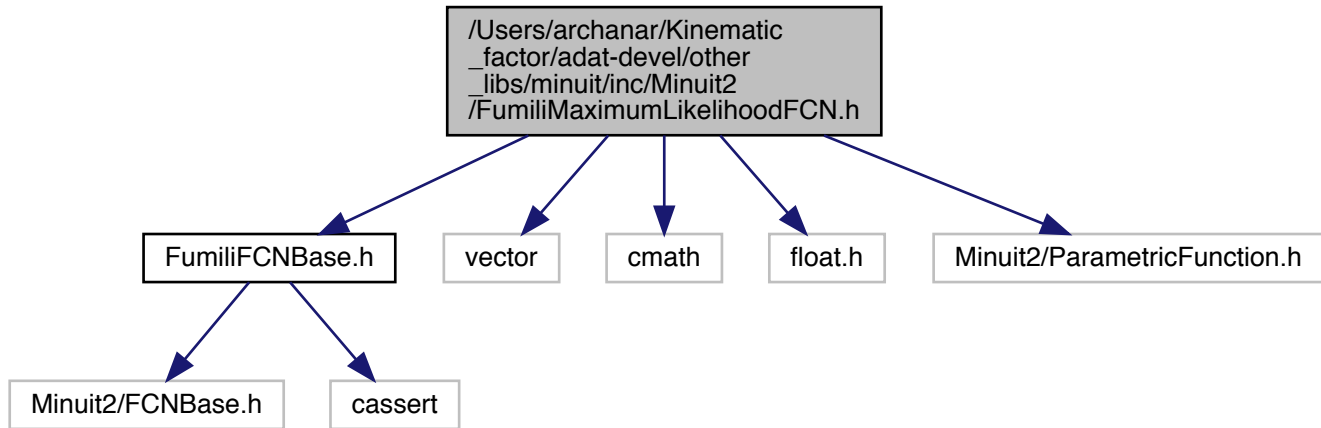 /Users/archanar/Kinematic
_factor/adat-devel/other
_libs/minuit/inc/Minuit2
/FumiliMaximumLikelihoodFCN.h
FumiliFCNBase.h
vector
cmath
float.h
Minuit2/ParametricFunction.h
Minuit2/FCNBase.h
cassert